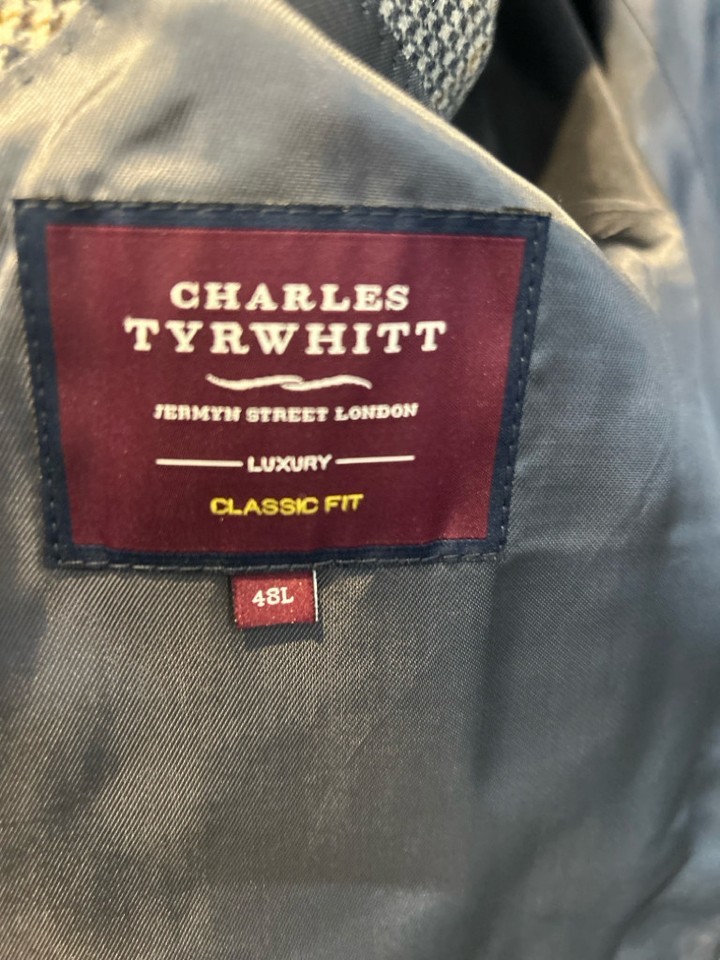 CHARLES
TYRWHITT
JERMYN STREET LONDON
LUXURY
CLASSIC FIT
48L